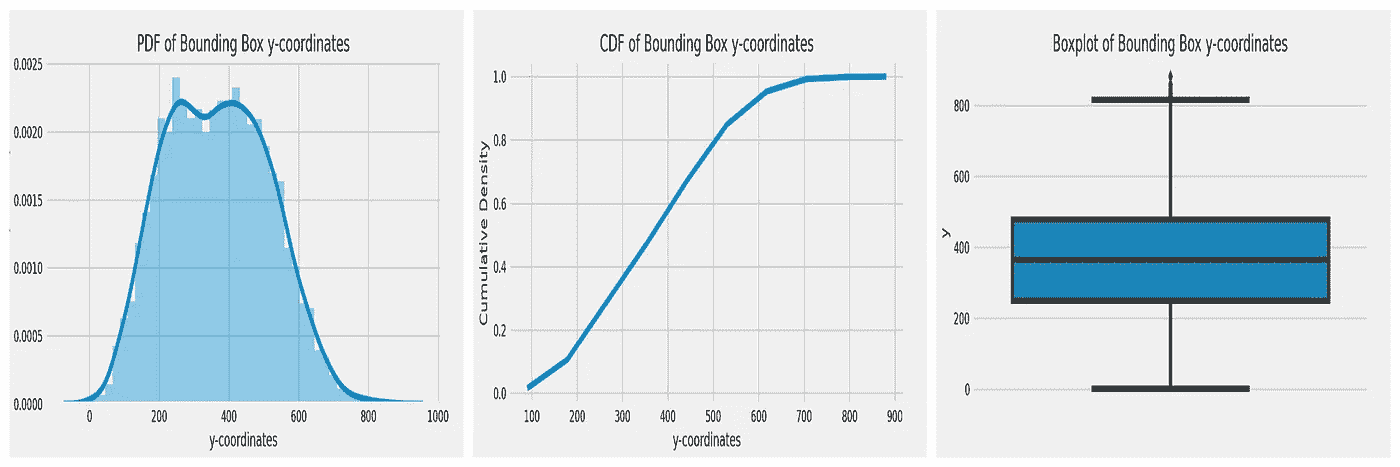 PDF of Bounding Box y-coordinates
0.0025
0.0020
0.0015
0.0010
0.0005
0.0000
0 200 400 600 800 1000
y-coordinates
CDF of Bounding Box y-coordinates
Cumulative Density
1.0
0.8
0.6
0.4
0.2
0.0
100 200 300 400 500 600 700 800 900
y-coordinates
Boxplot of Bounding Box y-coordinates
y
800
600
400
200
0